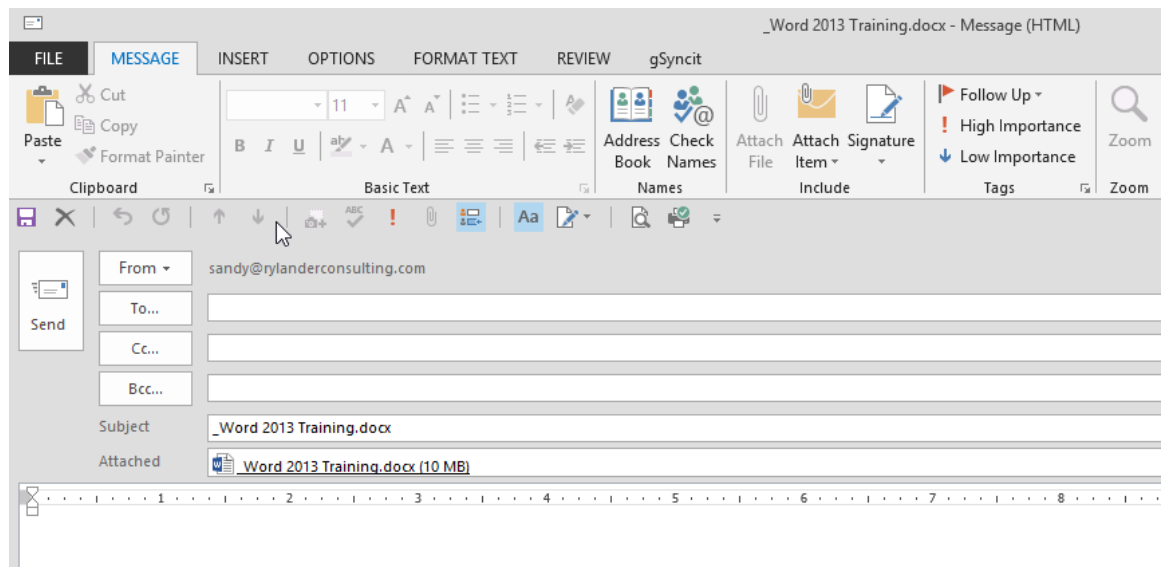 _Word 2013 Training.docx - Message (HTML)
FILE MESSAGE INSERT OPTIONS FORMAT TEXT REVIEW gSyncit
Cut
Copy
Format Painter
Paste
Clipboard
11
A A
B I U aby A
Basic Text
Address Book
Check Names
Names
Attach File
Attach Item
Signature
Include
Follow Up
High Importance
Low Importance
Tags
Zoom
Zoom
ABC
Aa
Send
From sandy@rylanderconsulting.com
To...
Cc...
Bcc...
Subject _Word 2013 Training.docx
Attached _Word 2013 Training.docx (10 MB)
1 2 3 4 5 6 7 8